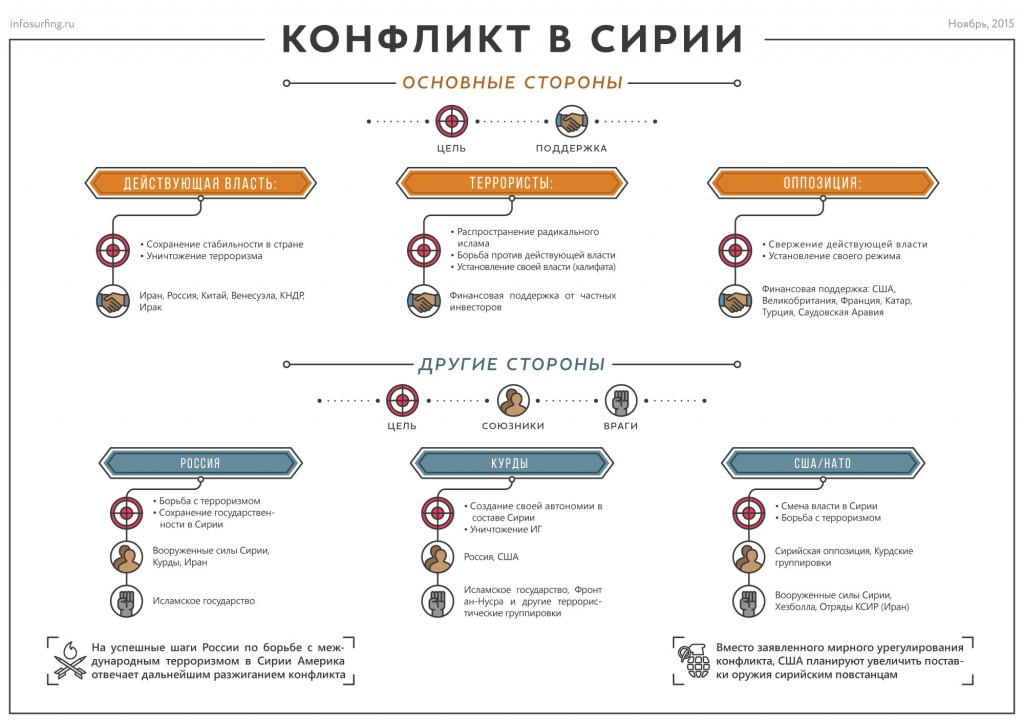 infosurfing.ru
Ноябрь, 2015
КОНФЛИКТ В СИРИИ
ОСНОВНЫЕ СТОРОНЫ
ЦЕЛЬ
ПОДДЕРЖКА
ДЕЙСТВУЮЩАЯ ВЛАСТЬ:
• Сохранение стабильности в стране
• Уничтожение терроризма
Иран, Россия, Китай, Венесуэла, КНДР,
Ирак
ТЕРРОРИСТЫ:
• Распространение радикального
ислама
• Борьба против действующей власти
• Установление своей власти (халифата)
Финансовая поддержка от частных
инвесторов
ОППОЗИЦИЯ:
• Свержение действующей власти
• Установление своего режима
Финансовая поддержка: США,
Великобритания, Франция, Катар,
Турция, Саудовская Аравия
ДРУГИЕ СТОРОНЫ
ЦЕЛЬ
СОЮЗНИКИ
ВРАГИ
РОССИЯ
• Борьба с терроризмом
• Сохранение государствен-
ности в Сирии
Вооруженные силы Сирии,
Курды, Иран
Исламское государство
КУРДЫ
• Создание своей автономии в
составе Сирии
• Уничтожение ИГ
Россия, США
Исламское государство, Фронт
ан-Нусра и другие террорис-
тические группировки
США/НАТО
• Смена власти в Сирии
• Борьба с терроризмом
Сирийская оппозиция, Курдские
группировки
Вооруженные силы Сирии,
Хезболла, Отряды КСИР (Иран)
На успешные шаги России по борьбе с меж-
дународным терроризмом в Сирии Америка
отвечает дальнейшим разжиганием конфликта
Вместо заявленного мирного урегулирования
конфликта, США планируют увеличить постав-
ки оружия сирийским повстанцам